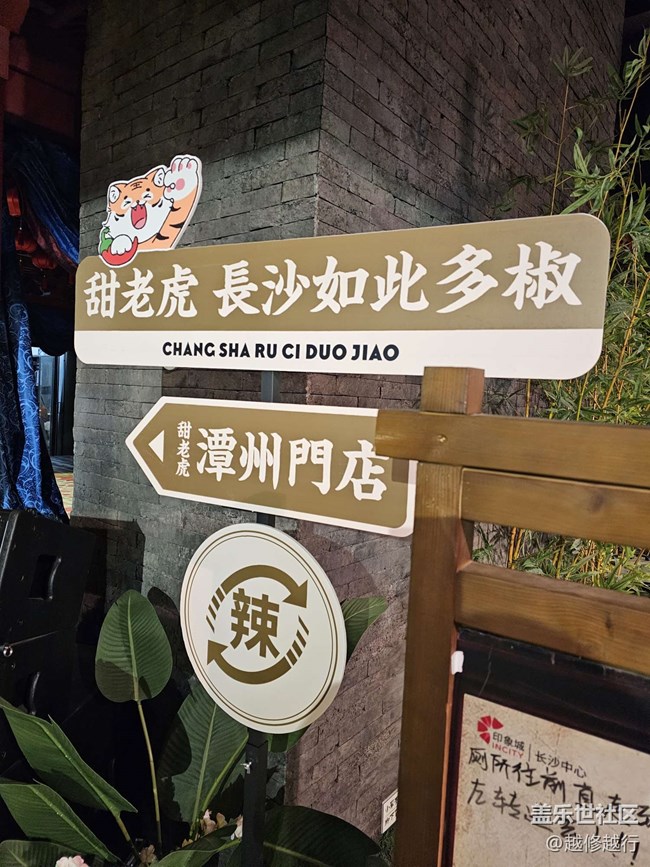 甜老虎 長沙如此多椒
CHANG SHA RU CI DUO JIAO
甜老虎
潭州門店
辣
印象城
INCITY
长沙中心
厕所往前直走
左转
盖乐世社区
@越修越行